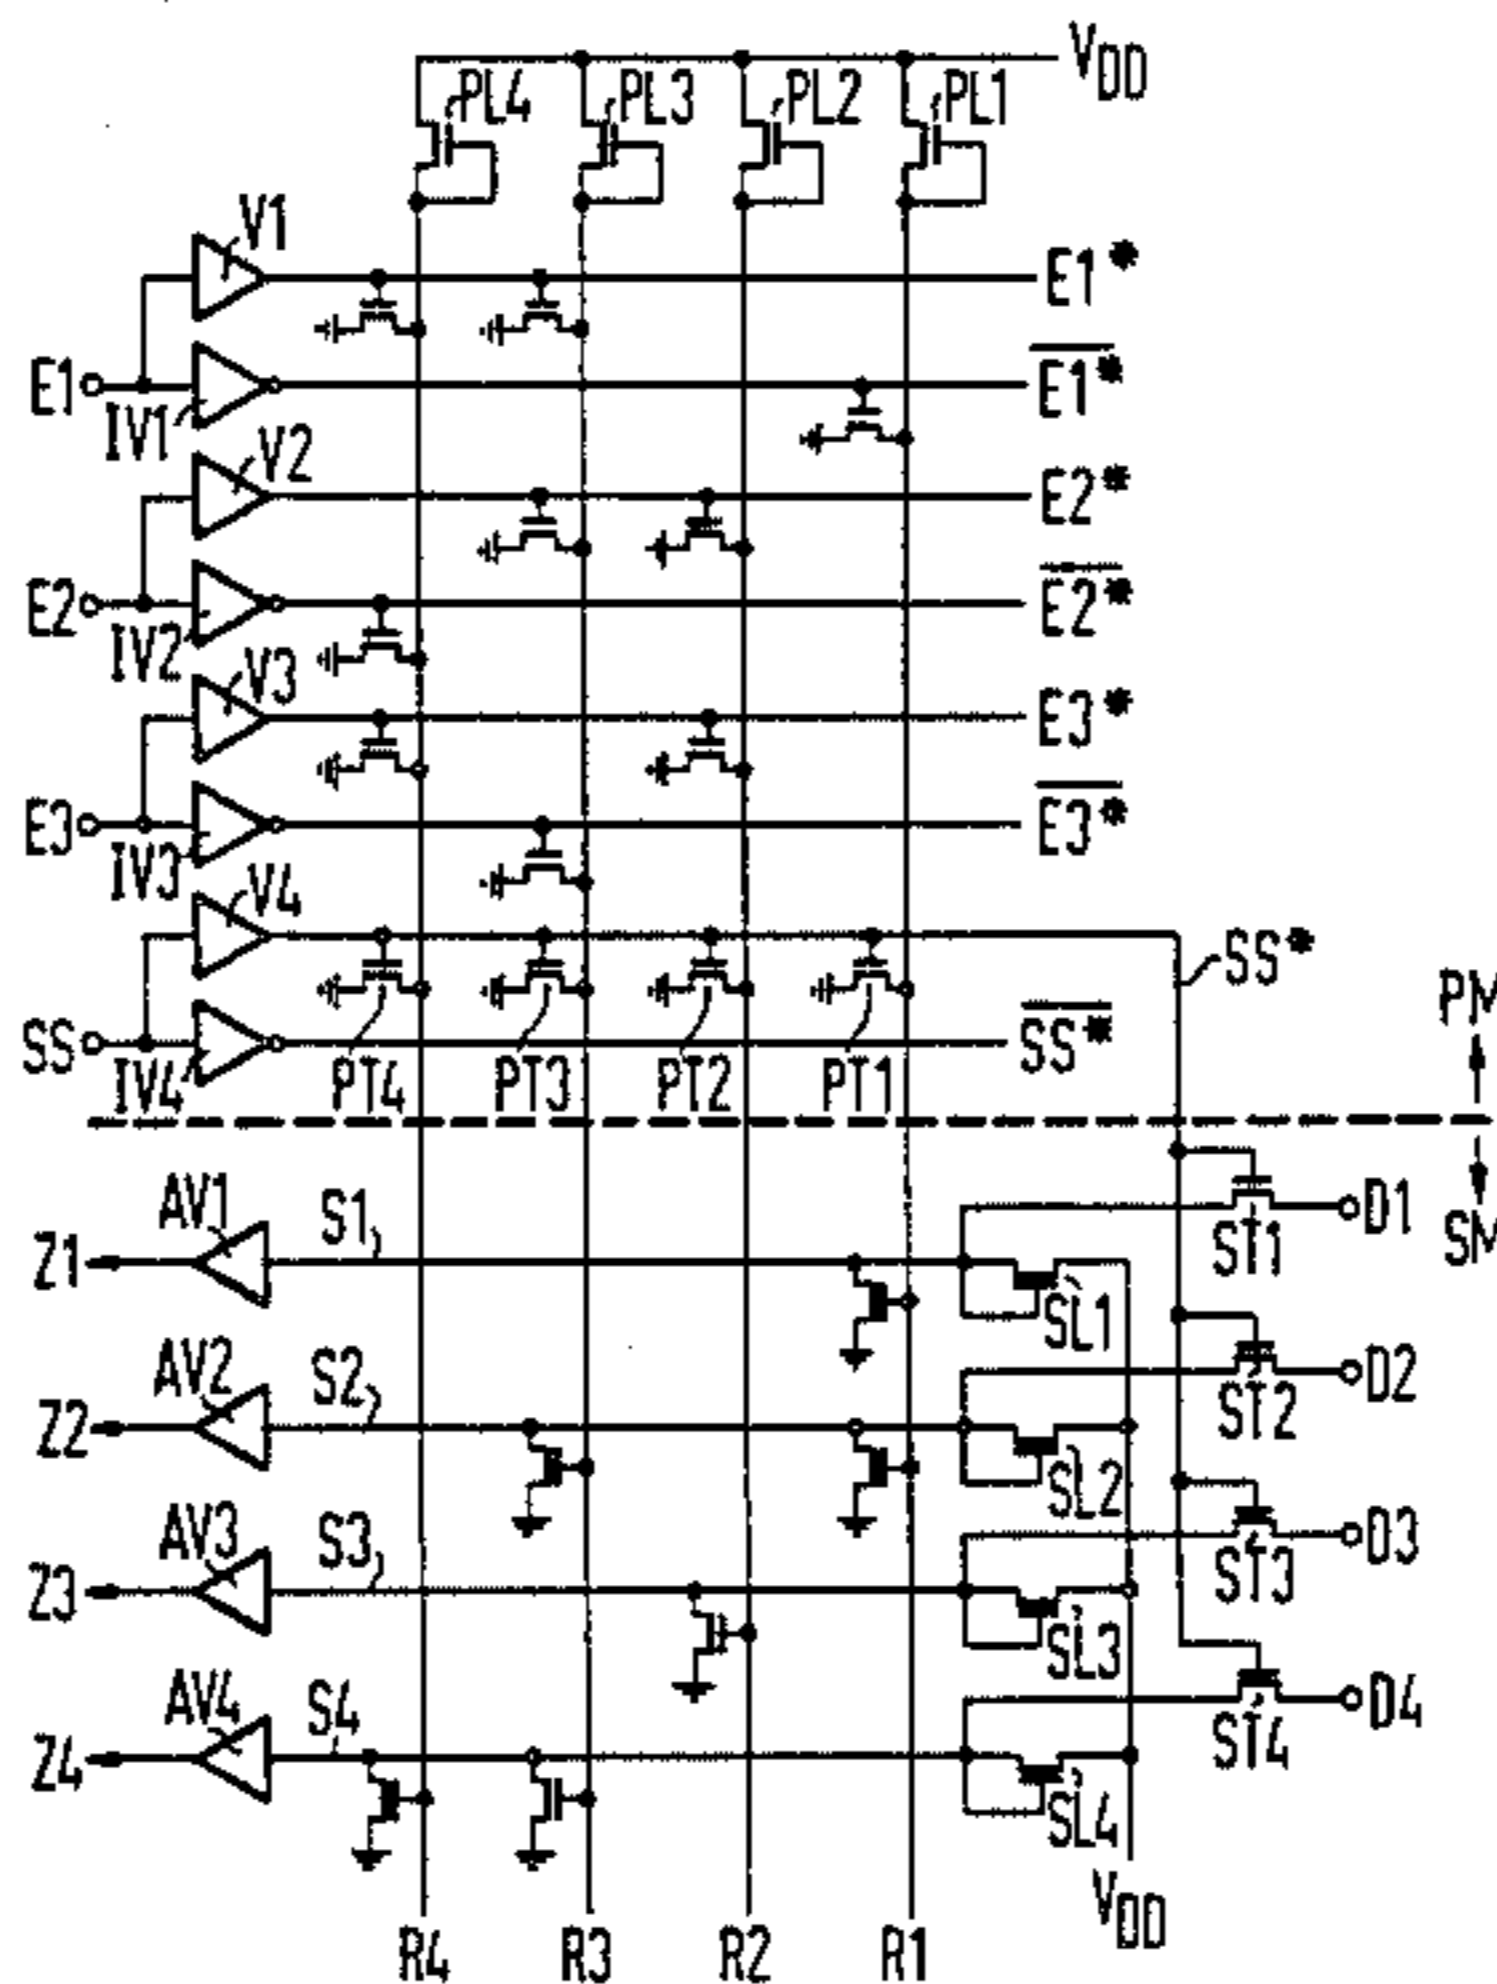 V_DD
PL4 PL3 PL2 PL1
V1
E1*
E1
IV1
E1*̅
V2
E2*
E2
IV2
E2*̅
V3
E3*
E3
IV3
E3*̅
V4
SS*
PM
SS
IV4
PT4 PT3 PT2 PT1
SS*̅
AV1 S1
Z1
ST1 D1
SM
SL1
AV2 S2
Z2
ST2 D2
SL2
AV3 S3
Z3
ST3 D3
SL3
AV4 S4
Z4
ST4 D4
SL4
V_DD
R4 R3 R2 R1